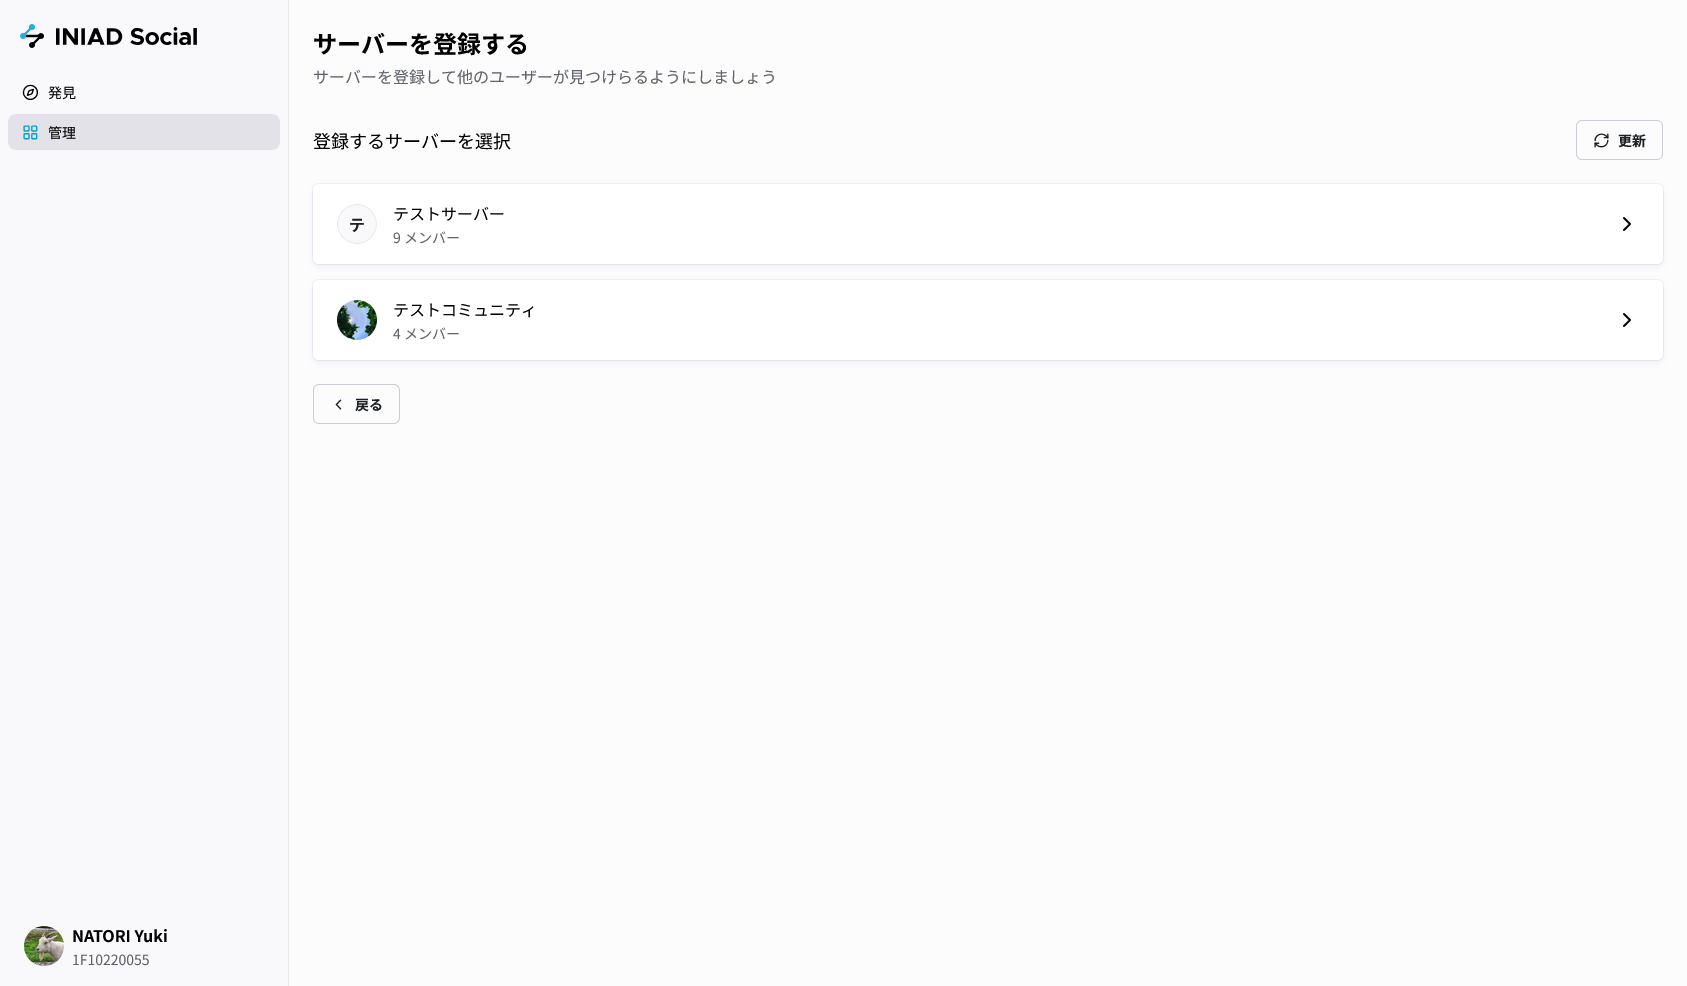 INIAD Social
発見
管理
サーバーを登録する
サーバーを登録して他のユーザーが見つけらるようにしましょう
登録するサーバーを選択
更新
テ
テストサーバー
9 メンバー
テストコミュニティ
4 メンバー
戻る
NATORI Yuki
1F10220055